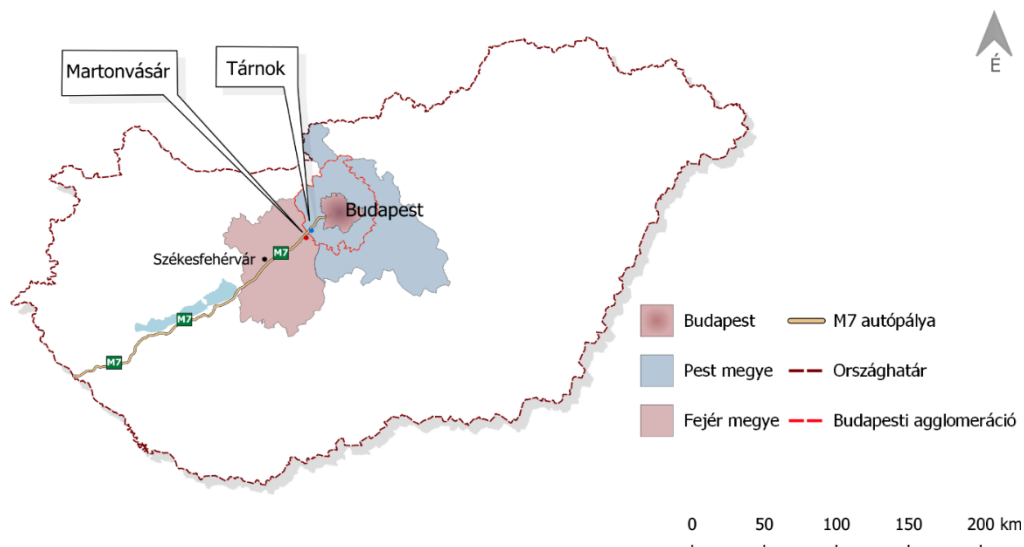 Martonvásár
Tárnok
É
Budapest
Székesfehérvár
M7
M7
M7
Budapest
M7 autópálya
Pest megye
Országhatár
Fejér megye
Budapesti agglomeráció
0 50 100 150 200 km